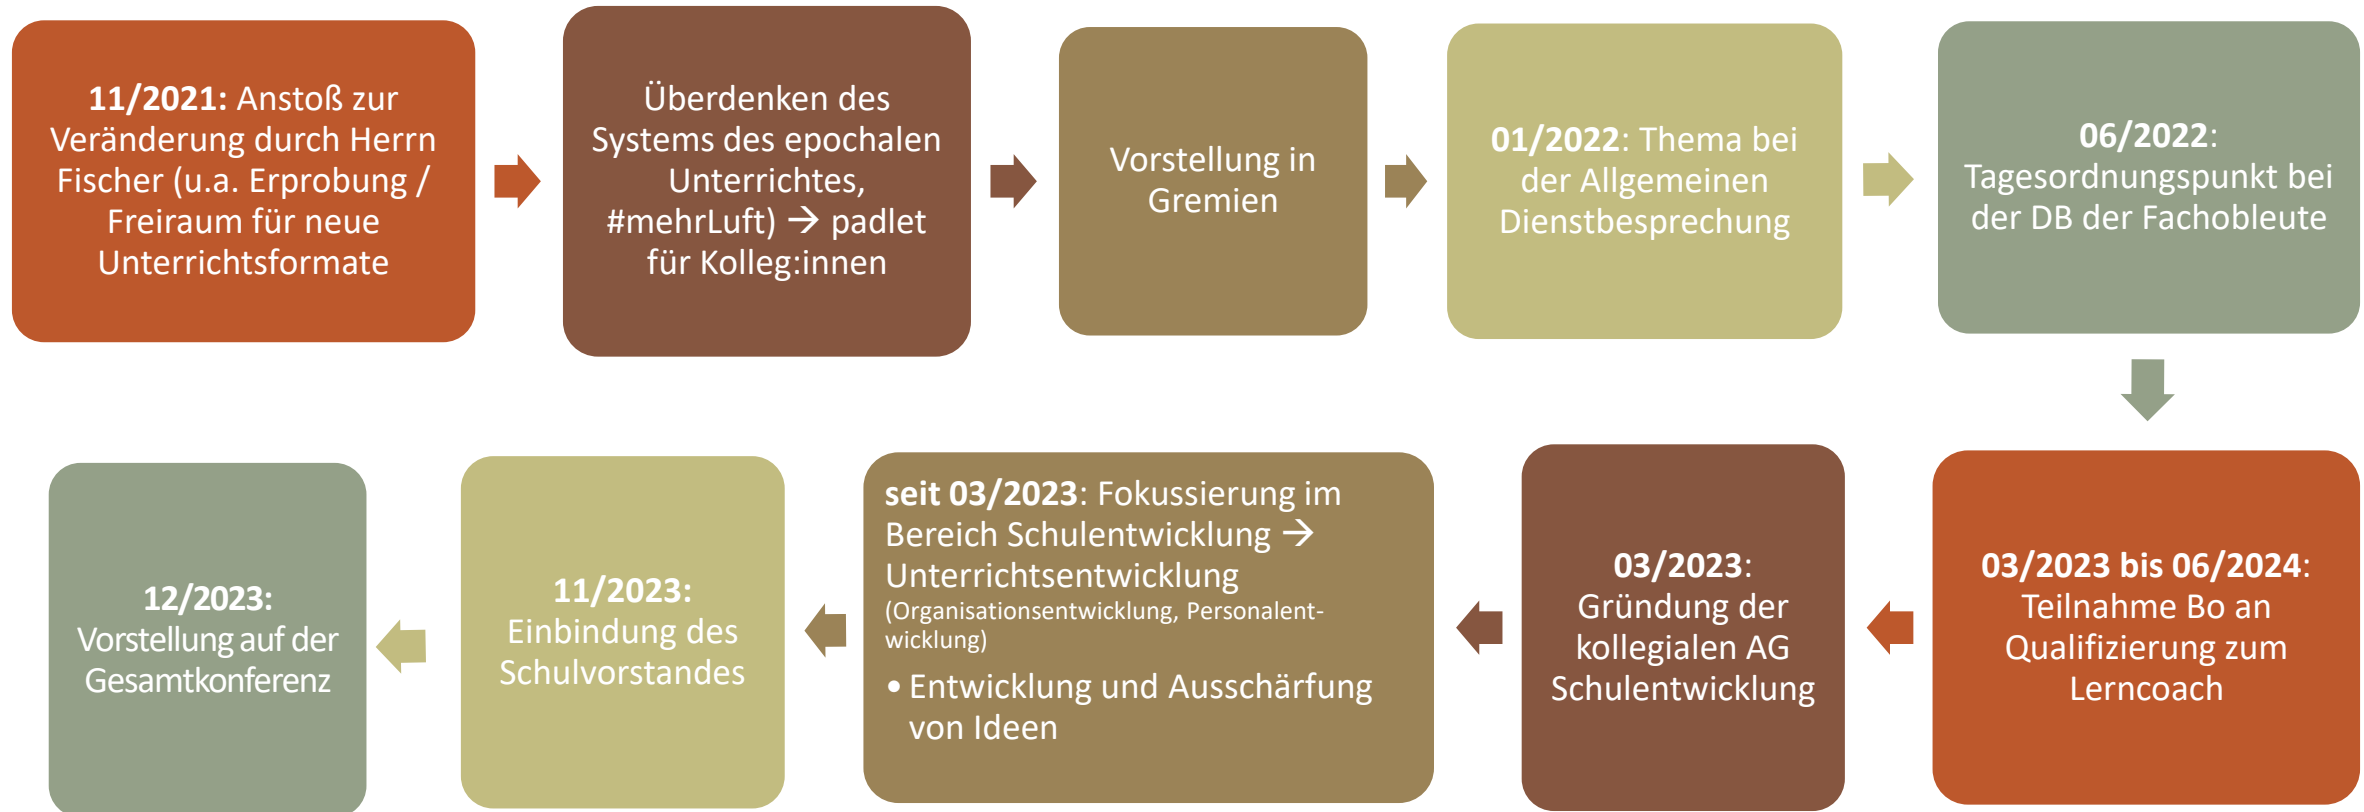 11/2021: Anstoß zur
Veränderung durch Herrn
Fischer (u.a. Erprobung /
Freiraum für neue
Unterrichtsformate
Überdenken des
Systems des epochalen
Unterrichtes,
#mehrLuft) → padlet
für Kolleg:innen
Vorstellung in
Gremien
01/2022: Thema bei
der Allgemeinen
Dienstbesprechung
06/2022:
Tagesordnungspunkt bei
der DB der Fachobleute
03/2023 bis 06/2024:
Teilnahme Bo an
Qualifizierung zum
Lerncoach
03/2023:
Gründung der
kollegialen AG
Schulentwicklung
seit 03/2023: Fokussierung im
Bereich Schulentwicklung →
Unterrichtsentwicklung
(Organisationsentwicklung, Personalent-
wicklung)
• Entwicklung und Ausschärfung
von Ideen
11/2023:
Einbindung des
Schulvorstandes
12/2023:
Vorstellung auf der
Gesamtkonferenz